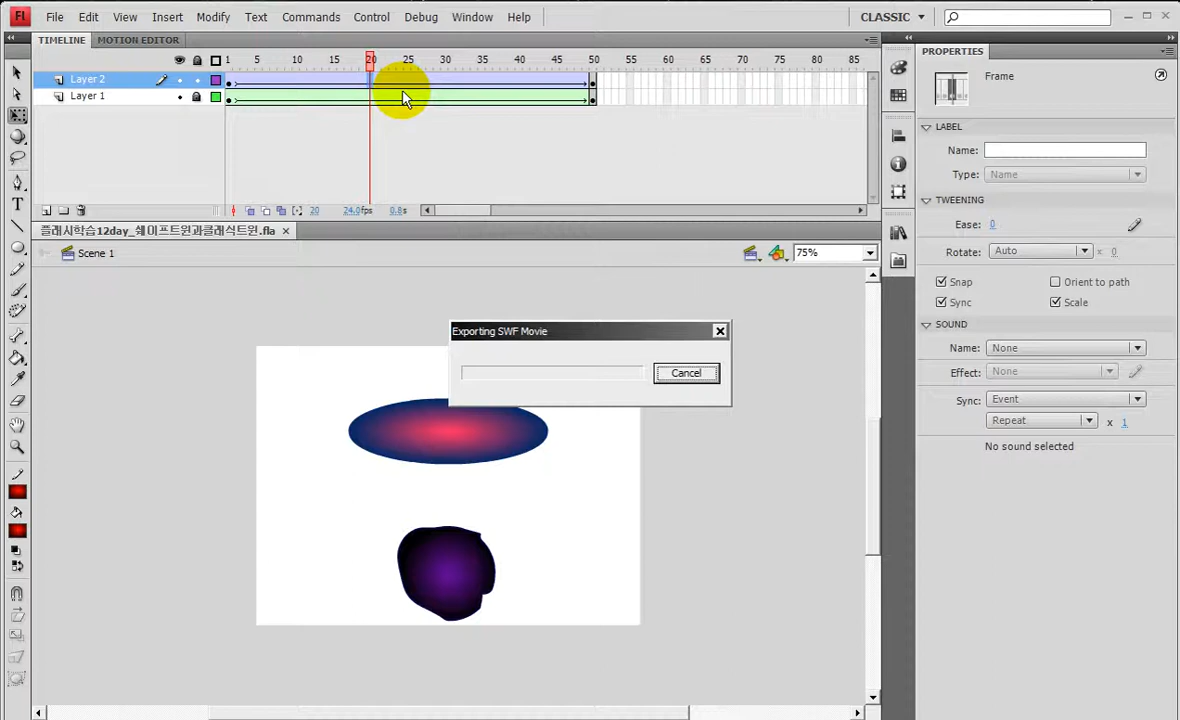 Fl File Edit View Insert Modify Text Commands Control Debug Window Help CLASSIC
TIMELINE MOTION EDITOR
1 5 10 15 20 25 30 35 40 45 50 55 60 65 70 75 80 85
Layer 2
Layer 1
20 24.0fps 0.8s
플래시학습12day_쉐이프트윈과클래식트윈.fla
Scene 1 75%
Exporting SWF Movie
Cancel
PROPERTIES
Frame
LABEL
Name:
Type: Name
TWEENING
Ease: 0
Rotate: Auto x 0
Snap Orient to path
Sync Scale
SOUND
Name: None
Effect: None
Sync: Event
Repeat x 1
No sound selected